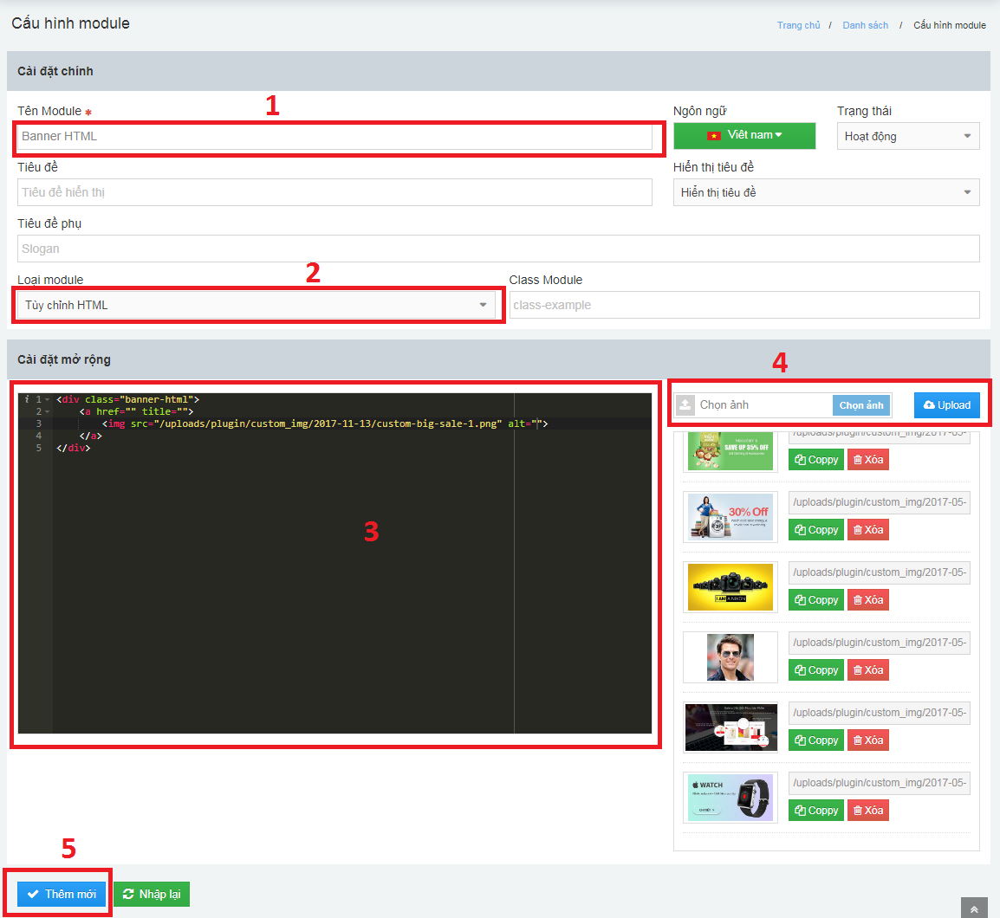 Cấu hình module
Trang chủ / Danh sách / Cấu hình module
Cài đặt chính
1
Tên Module *
Ngôn ngữ
Trạng thái
Banner HTML
Việt nam
Hoạt động
Tiêu đề
Hiển thị tiêu đề
Tiêu đề hiển thị
Hiển thị tiêu đề
Tiêu đề phụ
Slogan
2
Loại module
Class Module
Tùy chỉnh HTML
class-example
Cài đặt mở rộng
4
i 1 <div class="banner-html">
2 <a href="" title="">
3 <img src="/uploads/plugin/custom_img/2017-11-13/custom-big-sale-1.png" alt="">
4 </a>
5 </div>
3
Chọn ảnh
Chọn ảnh
Upload
/uploads/plugin/custom_img/2017-05-
SAVE UP 35% OFF
Coppy
Xóa
/uploads/plugin/custom_img/2017-05-
30% Off
Coppy
Xóa
/uploads/plugin/custom_img/2017-05-
I AM A NIKON
Coppy
Xóa
/uploads/plugin/custom_img/2017-05-
Coppy
Xóa
/uploads/plugin/custom_img/2017-05-
Coppy
Xóa
/uploads/plugin/custom_img/2017-05-
WATCH
Coppy
Xóa
5
Thêm mới
Nhập lại